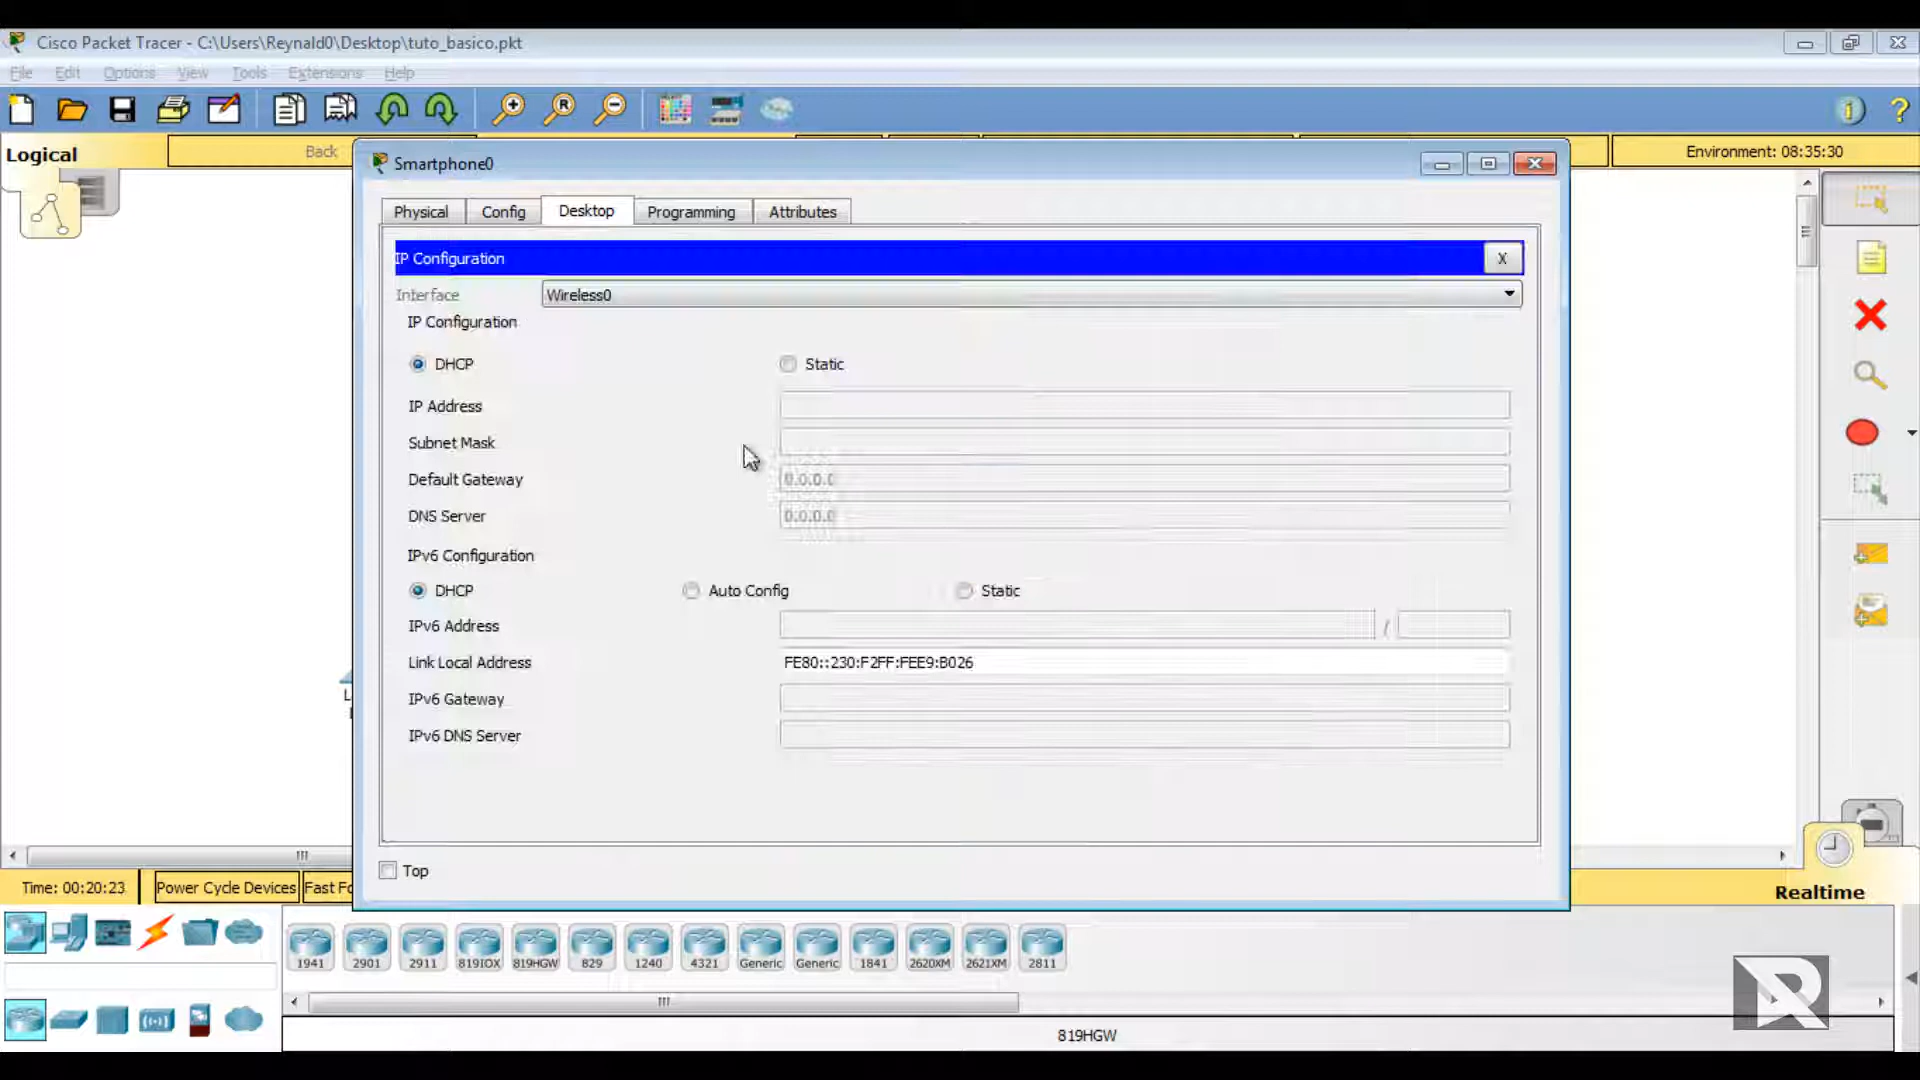 Cisco Packet Tracer - C:\Users\Reynald0\Desktop\tuto_basico.pkt
File Edit Options View Tools Extensions Help
Logical
Back
Environment: 08:35:30
Smartphone0
Physical Config Desktop Programming Attributes
IP Configuration
X
Interface Wireless0
IP Configuration
DHCP Static
IP Address
Subnet Mask
Default Gateway 0.0.0.0
DNS Server 0.0.0.0
IPv6 Configuration
DHCP Auto Config Static
IPv6 Address /
Link Local Address FE80::230:F2FF:FEE9:B026
IPv6 Gateway
IPv6 DNS Server
Top
Time: 00:20:23 Power Cycle Devices Fast Fo
Realtime
1941 2901 2911 819IOX 819HGW 829 1240 4321 Generic Generic 1841 2620XM 2621XM 2811
819HGW